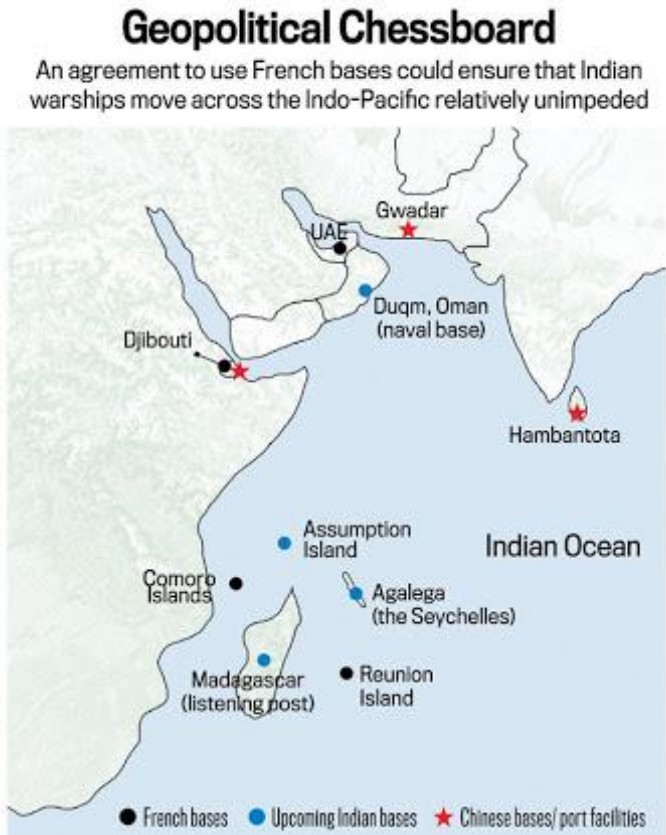 Geopolitical Chessboard
An agreement to use French bases could ensure that Indian
warships move across the Indo-Pacific relatively unimpeded
Gwadar
UAE
Duqm, Oman
(naval base)
Djibouti
Hambantota
Assumption
Island
Indian Ocean
Comoro
Islands
Agalega
(the Seychelles)
Madagascar
(listening post)
Reunion
Island
French bases
Upcoming Indian bases
Chinese bases/ port facilities